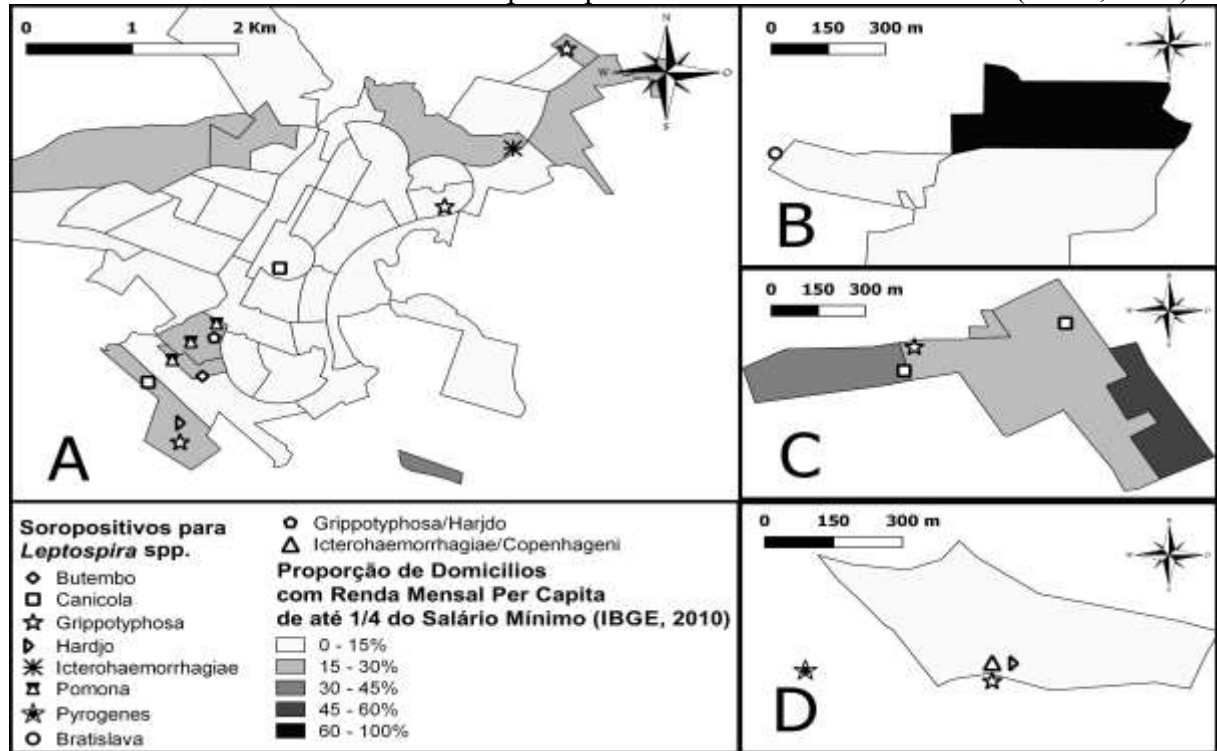 0 1 2 Km
N
W O
S
A
0 150 300 m
B
0 150 300 m
C
0 150 300 m
D
Soropositivos para
Leptospira spp.
Butembo
Canicola
Grippotyphosa
Hardjo
Icterohaemorrhagiae
Pomona
Pyrogenes
Bratislava
Grippotyphosa/Harjdo
Icterohaemorrhagiae/Copenhageni
Proporção de Domicilios
com Renda Mensal Per Capita
de até 1/4 do Salário Mínimo (IBGE, 2010)
0 - 15%
15 - 30%
30 - 45%
45 - 60%
60 - 100%